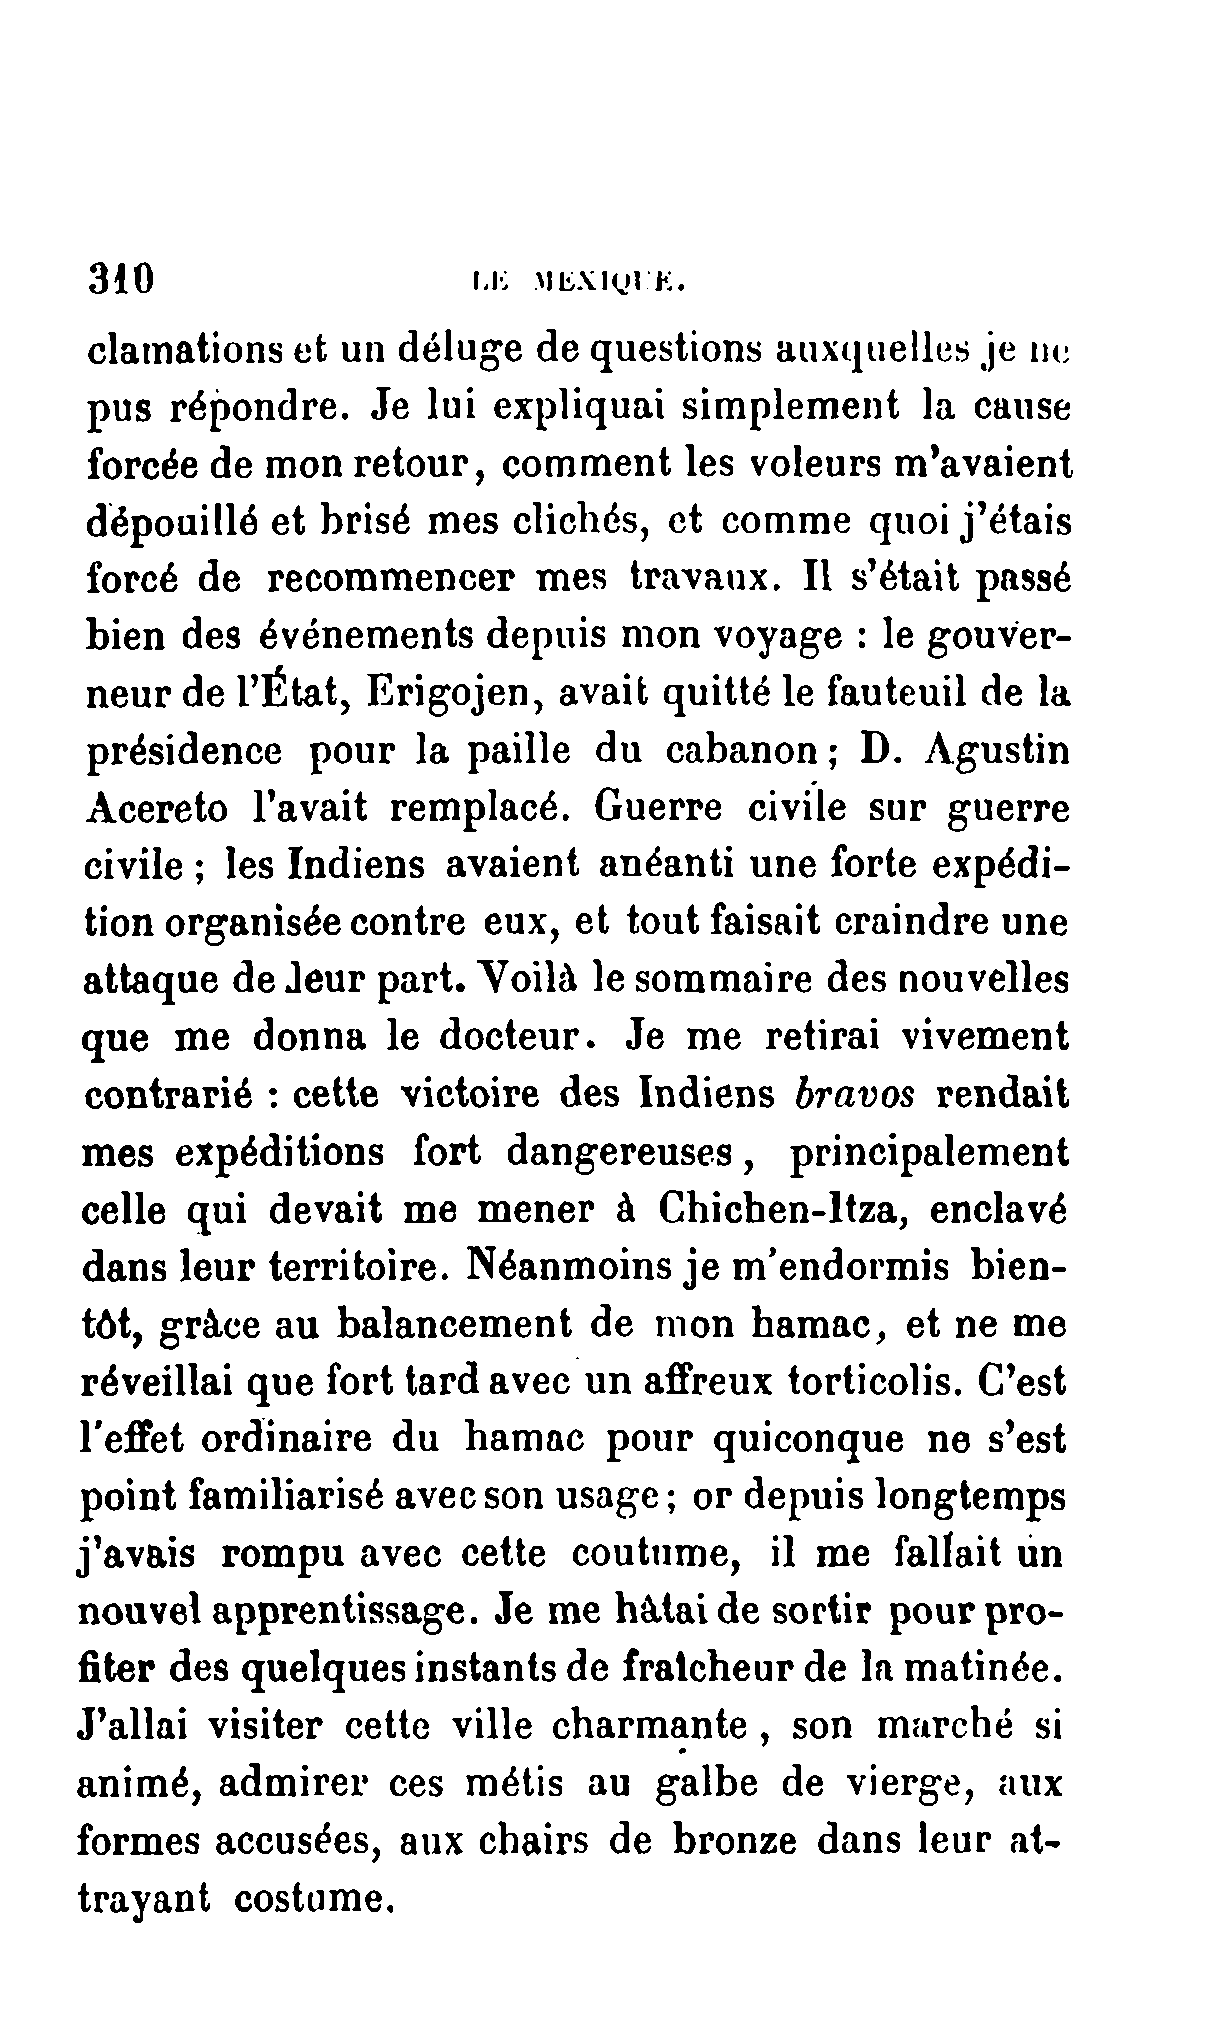 310 LE MEXIQUE.
clamations et un déluge de questions auxquelles je ne
pus répondre. Je lui expliquai simplement la cause
forcée de mon retour, comment les voleurs m'avaient
dépouillé et brisé mes clichés, et comme quoi j'étais
forcé de recommencer mes travaux. Il s'était passé
bien des événements depuis mon voyage : le gouver-
neur de l'État, Erigojen, avait quitté le fauteuil de la
présidence pour la paille du cabanon ; D. Agustin
Acereto l'avait remplacé. Guerre civile sur guerre
civile ; les Indiens avaient anéanti une forte expédi-
tion organisée contre eux, et tout faisait craindre une
attaque de leur part. Voilà le sommaire des nouvelles
que me donna le docteur. Je me retirai vivement
contrarié : cette victoire des Indiens bravos rendait
mes expéditions fort dangereuses, principalement
celle qui devait me mener à Chichen-Itza, enclavé
dans leur territoire. Néanmoins je m'endormis bien-
tôt, grâce au balancement de mon hamac, et ne me
réveillai que fort tard avec un affreux torticolis. C'est
l'effet ordinaire du hamac pour quiconque ne s'est
point familiarisé avec son usage ; or depuis longtemps
j'avais rompu avec cette coutume, il me fallait un
nouvel apprentissage. Je me hâtai de sortir pour pro-
fiter des quelques instants de fraîcheur de la matinée.
J'allai visiter cette ville charmante, son marché si
animé, admirer ces métis au galbe de vierge, aux
formes accusées, aux chairs de bronze dans leur at-
trayant costume.